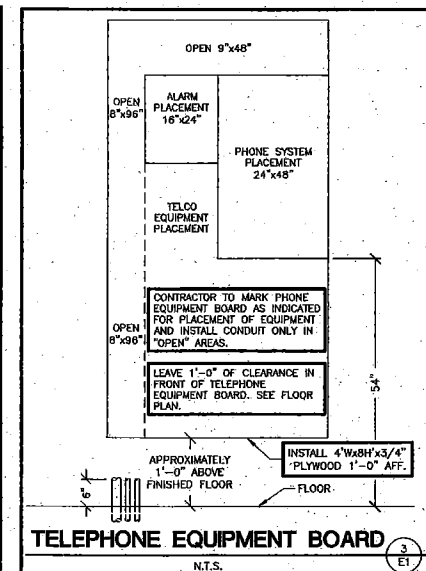 OPEN 9"x48"
OPEN
8"x96"
ALARM
PLACEMENT
16"x24"
PHONE SYSTEM
PLACEMENT
24"x48"
TELCO
EQUIPMENT
PLACEMENT
CONTRACTOR TO MARK PHONE
EQUIPMENT BOARD AS INDICATED
FOR PLACEMENT OF EQUIPMENT
AND INSTALL CONDUIT ONLY IN
"OPEN" AREAS.
OPEN
8"x96"
LEAVE 1'-0" OF CLEARANCE IN
FRONT OF TELEPHONE
EQUIPMENT BOARD. SEE FLOOR
PLAN.
54"
INSTALL 4'Wx8H'x3/4"
PLYWOOD 1'-0" AFF.
APPROXIMATELY
1'-0" ABOVE
FINISHED FLOOR
6"
FLOOR
TELEPHONE EQUIPMENT BOARD
3
E1
N.T.S.